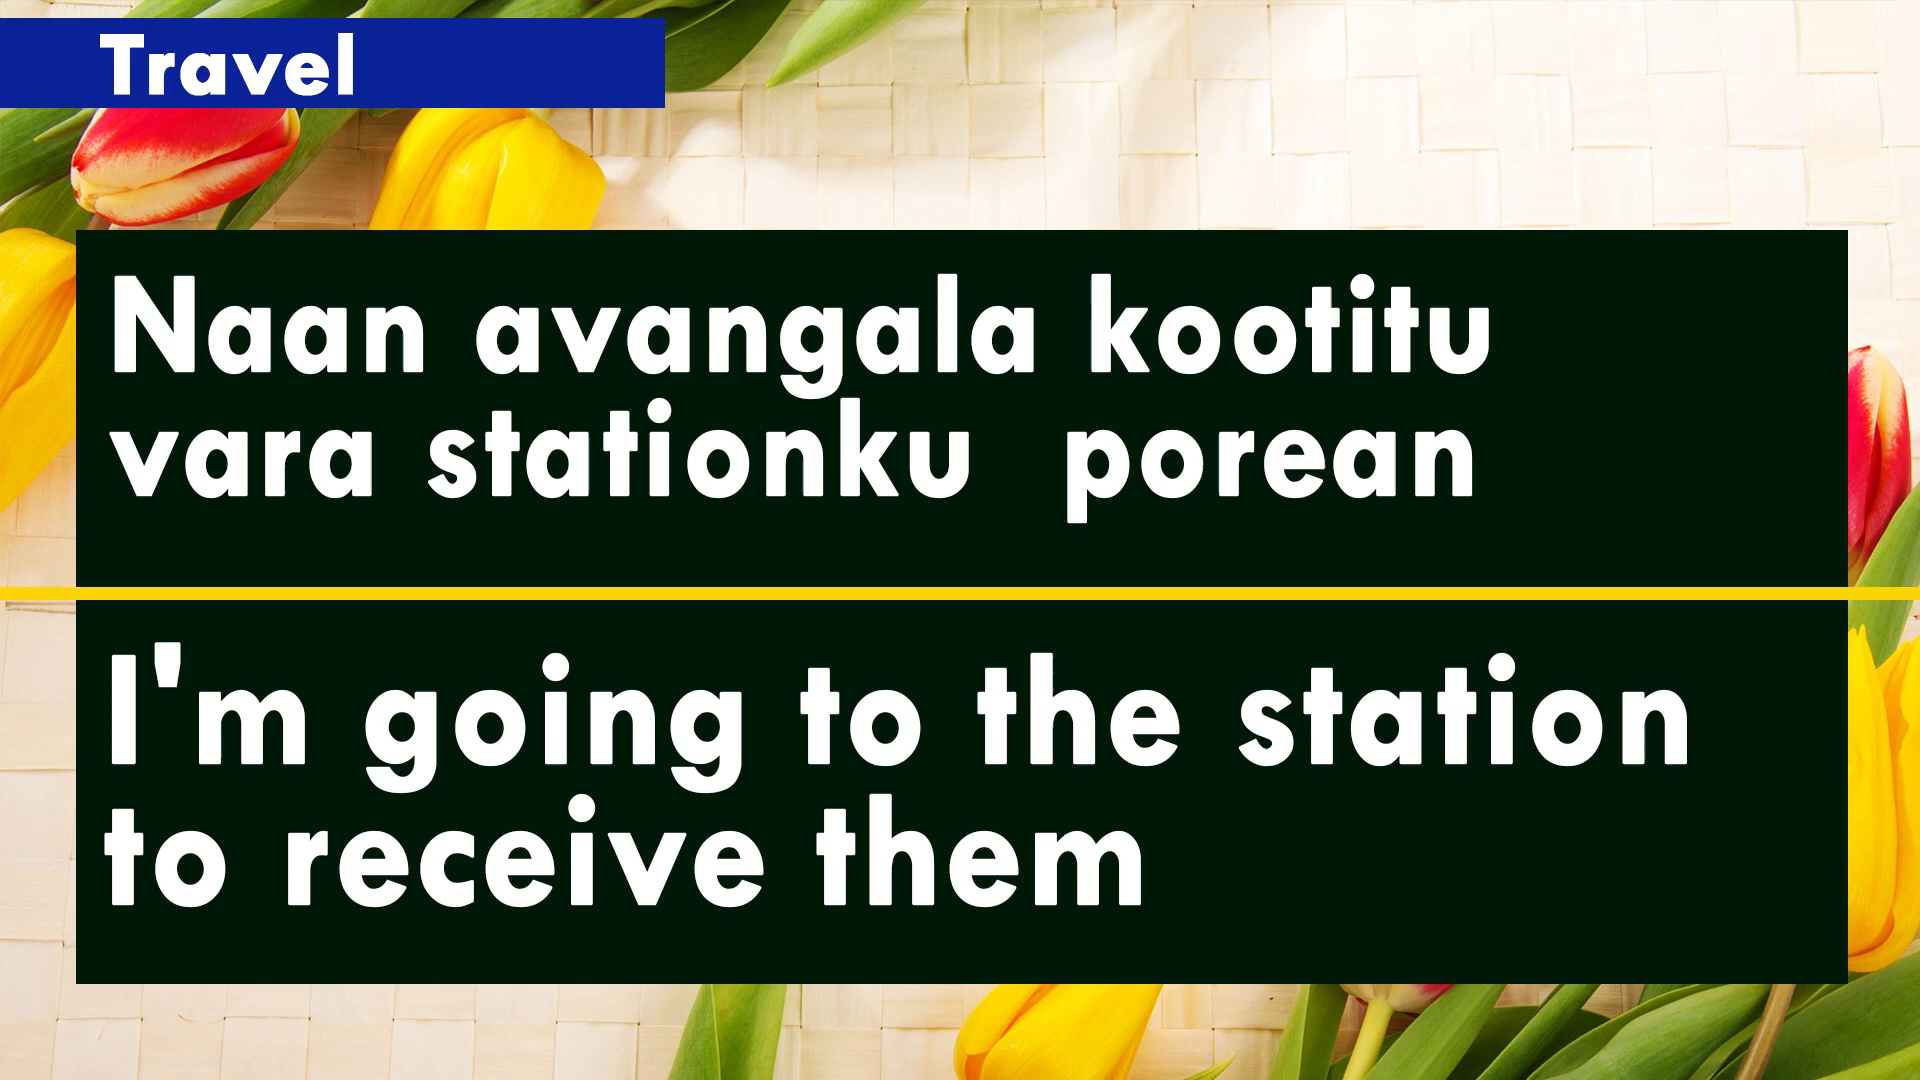 Travel
Naan avangala kootitu
vara stationku porean
I'm going to the station
to receive them